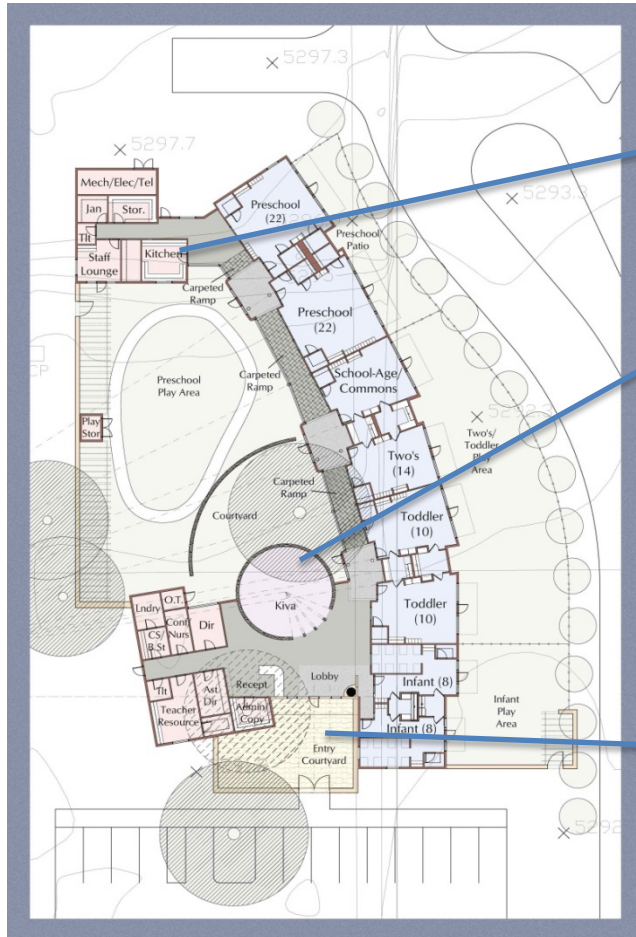 5297.3
5297.7
5293.3
Mech/Elec/Tel
Jan
Stor.
Tlt
Staff
Lounge
Kitchen
Preschool
(22)
Preschool
Patio
Carpeted
Ramp
Preschool
(22)
Carpeted
Ramp
School-Age/
Commons
Preschool
Play Area
Play
Stor
Two's
(14)
Two's/
Toddler
Play
Area
Carpeted
Ramp
Courtyard
Toddler
(10)
Kiva
Toddler
(10)
Lndry
O.T.
CS/
B.St
Conf/
Nurs
Dir
Lobby
Infant (8)
Tlt
Recept
Ast
Dir
Admin/
Copy
Teacher
Resource
Infant (8)
Infant
Play
Area
Entry
Courtyard